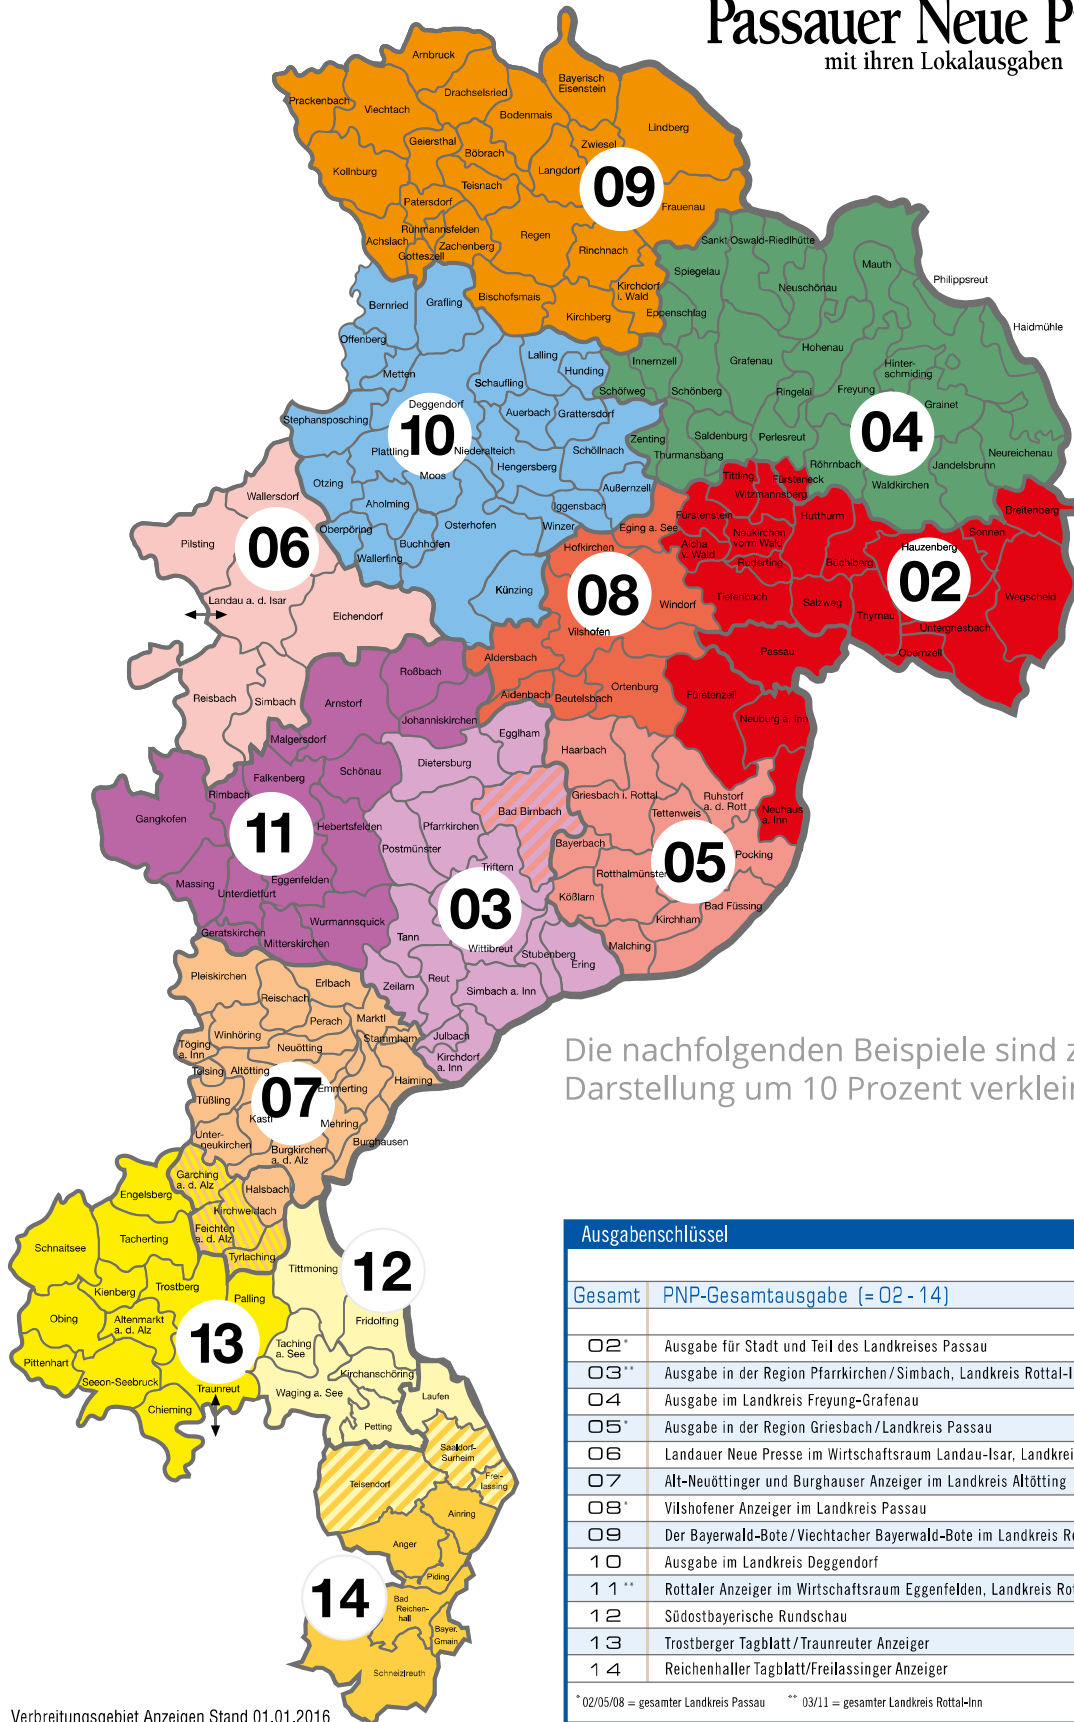 Passauer Neue P
mit ihren Lokalausgaben
Arnbruck
Bayerisch
Eisenstein
Drachselsried
Prackenbach
Viechtach
Bodenmais
Lindberg
Geiersthal
Zwiesel
Böbrach
Kollnburg
Langdorf
09
Teisnach
Patersdorf
Frauenau
Ruhmannsfelden
Regen
Achslach
Zachenberg
Rinchnach
Gotteszell
Sankt Oswald-Riedlhütte
Mauth
Spiegelau
Philippsreut
Kirchdorf
i. Wald
Neuschönau
Bischofsmais
Bernried
Grafling
Kirchberg
Eppenschlag
Haidmühle
Offenberg
Hohenau
Lalling
Innernzell
Grafenau
Hinter-
schmiding
Hunding
Metten
Schaufling
Schöfweg
Schönberg
Ringelai
Freyung
Deggendorf
Grainet
Stephansposching
Auerbach
Grattersdorf
10
04
Zenting
Saldenburg
Perlesreut
Plattling
Niederalteich
Schöllnach
Thurmansbang
Neureichenau
Hengersberg
Röhrnbach
Jandelsbrunn
Moos
Tittling
Fürsteneck
Otzing
Außernzell
Waldkirchen
Wallersdorf
Witzmannsberg
Aholming
Iggensbach
Breitenberg
Fürstenstein
Hutthurm
Oberpöring
Osterhofen
Winzer
Eging a. See
Sonnen
Pilsting
06
Buchhofen
Hofkirchen
Aicha
v. Wald
Neukirchen
vorm Wald
Hauzenberg
Wallerfing
Ruderting
Büchlberg
02
Künzing
08
Tiefenbach
Wegscheid
Landau a. d. Isar
Windorf
Salzweg
Eichendorf
Thyrnau
Vilshofen
Untergriesbach
Aldersbach
Passau
Obernzell
Roßbach
Reisbach
Simbach
Arnstorf
Aidenbach
Beutelsbach
Ortenburg
Fürstenzell
Johanniskirchen
Neuburg a. Inn
Egglham
Malgersdorf
Haarbach
Dietersburg
Falkenberg
Schönau
Rimbach
Griesbach i. Rottal
Ruhstorf
a. d. Rott
Bad Birnbach
Tettenweis
Neuhaus
a. Inn
Gangkofen
11
Hebertsfelden
Pfarrkirchen
Postmünster
Bayerbach
05
Pocking
Triftern
Rotthalmünster
Massing
Eggenfelden
Unterdietfurt
Kößlarn
03
Bad Füssing
Wurmannsquick
Kirchham
Geratskirchen
Mitterskirchen
Tann
Wittibreut
Malching
Stubenberg
Ering
Pleiskirchen
Erlbach
Zeilarn
Reut
Simbach a. Inn
Reischach
Perach
Marktl
Winhöring
Stammham
Julbach
Töging
a. Inn
Neuötting
Kirchdorf
a. Inn
Die nachfolgenden Beispiele sind z
Teising
Altötting
Haiming
Darstellung um 10 Prozent verklein
Tüßling
07
Emmerting
Kastl
Mehring
Unter-
neukirchen
Burghausen
Burgkirchen
a. d. Alz
Garching
a. d. Alz
Engelsberg
Halsbach
Kirchweidach
Feichten
a. d. Alz
Schnaitsee
Tacherting
Tyrlaching
12
Tittmoning
Kienberg
Trostberg
Palling
Obing
Altenmarkt
a. d. Alz
Fridolfing
13
Taching
a. See
Pittenhart
Seeon-Seebruck
Kirchanschöring
Traunreut
Waging a. See
Laufen
Chieming
Petting
Saaldorf-
Surheim
Teisendorf
Frei-
lassing
Ainring
Anger
Piding
14
Bad
Reichen-
hall
Bayer.
Gmain
Schneizlreuth
Verbreitungsgebiet Anzeigen Stand 01.01.2016
Ausgabenschlüssel
Gesamt PNP-Gesamtausgabe (= 02 - 14)
02* Ausgabe für Stadt und Teil des Landkreises Passau
03** Ausgabe in der Region Pfarrkirchen/Simbach, Landkreis Rottal-I
04 Ausgabe im Landkreis Freyung-Grafenau
05* Ausgabe in der Region Griesbach/Landkreis Passau
06 Landauer Neue Presse im Wirtschaftsraum Landau-Isar, Landkrei
07 Alt-Neuöttinger und Burghauser Anzeiger im Landkreis Altötting
08* Vilshofener Anzeiger im Landkreis Passau
09 Der Bayerwald-Bote/Viechtacher Bayerwald-Bote im Landkreis Re
10 Ausgabe im Landkreis Deggendorf
11** Rottaler Anzeiger im Wirtschaftsraum Eggenfelden, Landkreis Rot
12 Südostbayerische Rundschau
13 Trostberger Tagblatt/Traunreuter Anzeiger
14 Reichenhaller Tagblatt/Freilassinger Anzeiger
* 02/05/08 = gesamter Landkreis Passau ** 03/11 = gesamter Landkreis Rottal-Inn